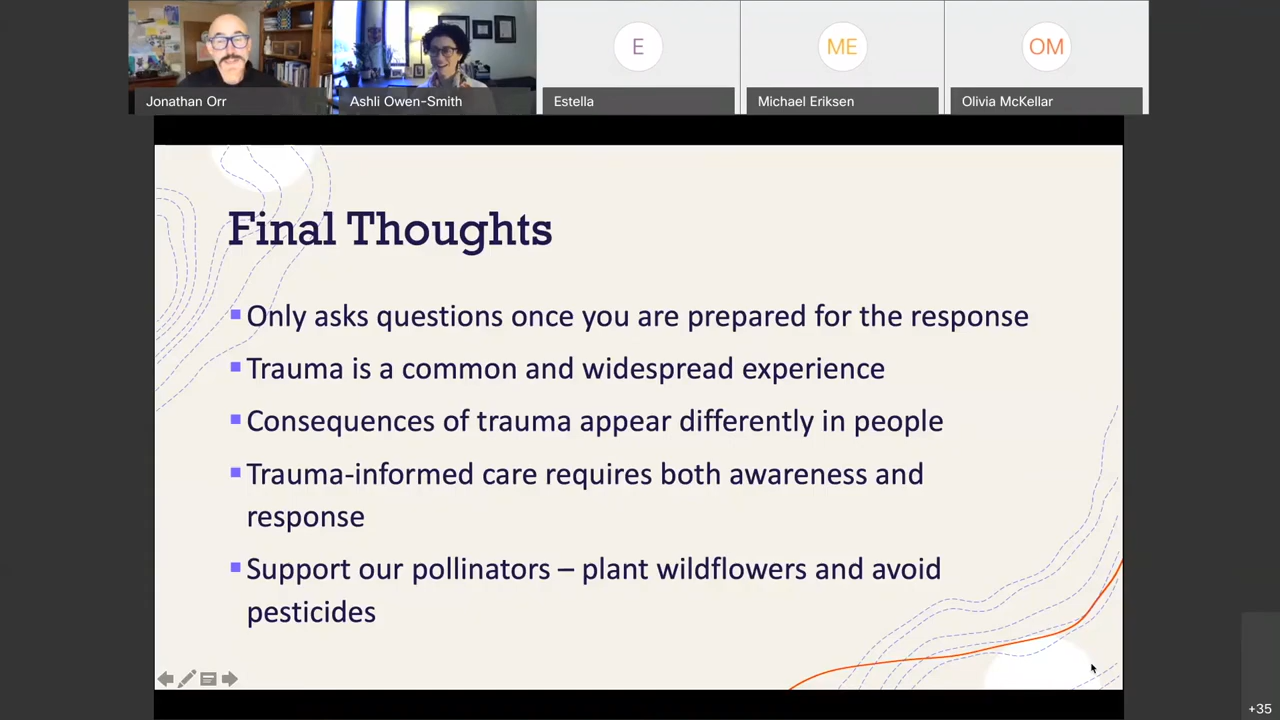 Jonathan Orr
Ashli Owen-Smith
E
Estella
ME
Michael Eriksen
OM
Olivia McKellar
Final Thoughts
Only asks questions once you are prepared for the response
Trauma is a common and widespread experience
Consequences of trauma appear differently in people
Trauma-informed care requires both awareness and
response
Support our pollinators – plant wildflowers and avoid
pesticides
+35